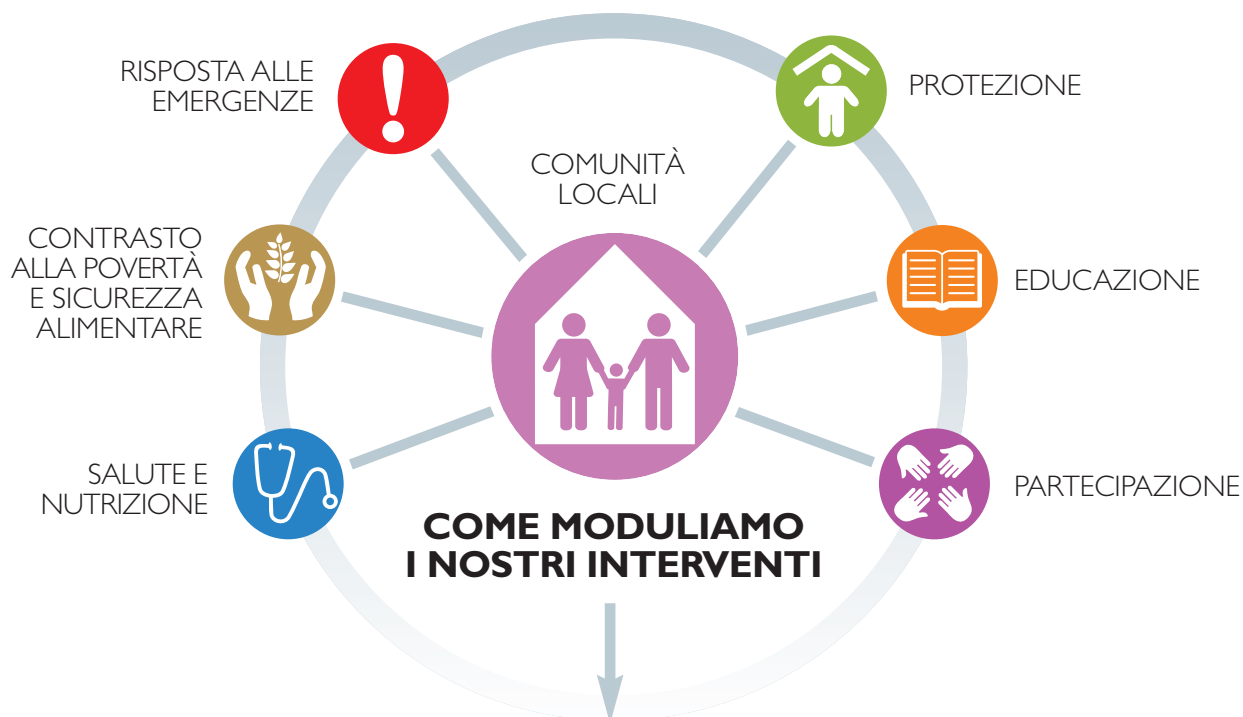 RISPOSTA ALLE
EMERGENZE
PROTEZIONE
COMUNITÀ
LOCALI
CONTRASTO
ALLA POVERTÀ
E SICUREZZA
ALIMENTARE
EDUCAZIONE
SALUTE E
NUTRIZIONE
PARTECIPAZIONE
COME MODULIAMO
I NOSTRI INTERVENTI